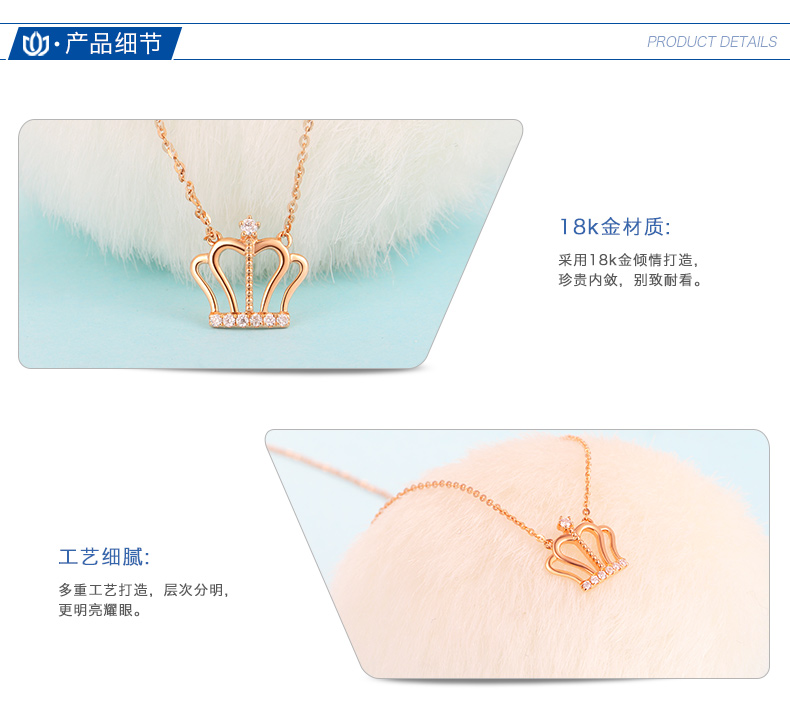 ·产品细节
PRODUCT DETAILS
18k金材质:
采用18k金倾情打造,
珍贵内敛，别致耐看。
工艺细腻:
多重工艺打造，层次分明,
更明亮耀眼。